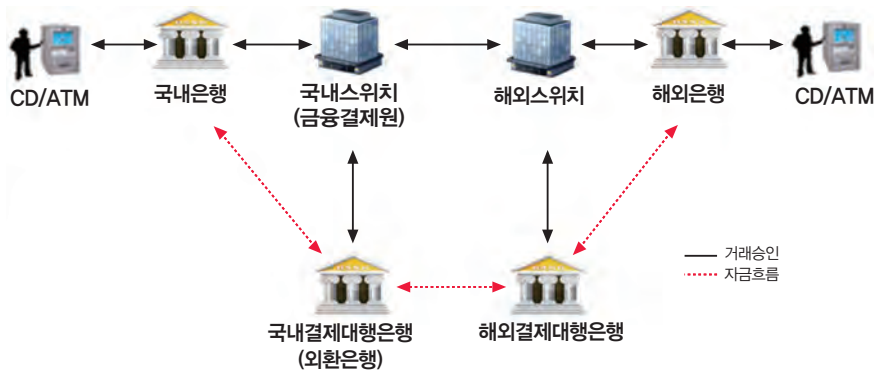 CD/ATM
국내은행
국내스위치
(금융결제원)
해외스위치
해외은행
CD/ATM
거래승인
자금흐름
국내결제대행은행
(외환은행)
해외결제대행은행